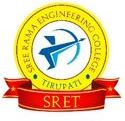 SREE RAMA ENGINEERING COLLEGE
TIRUPATI
SRET